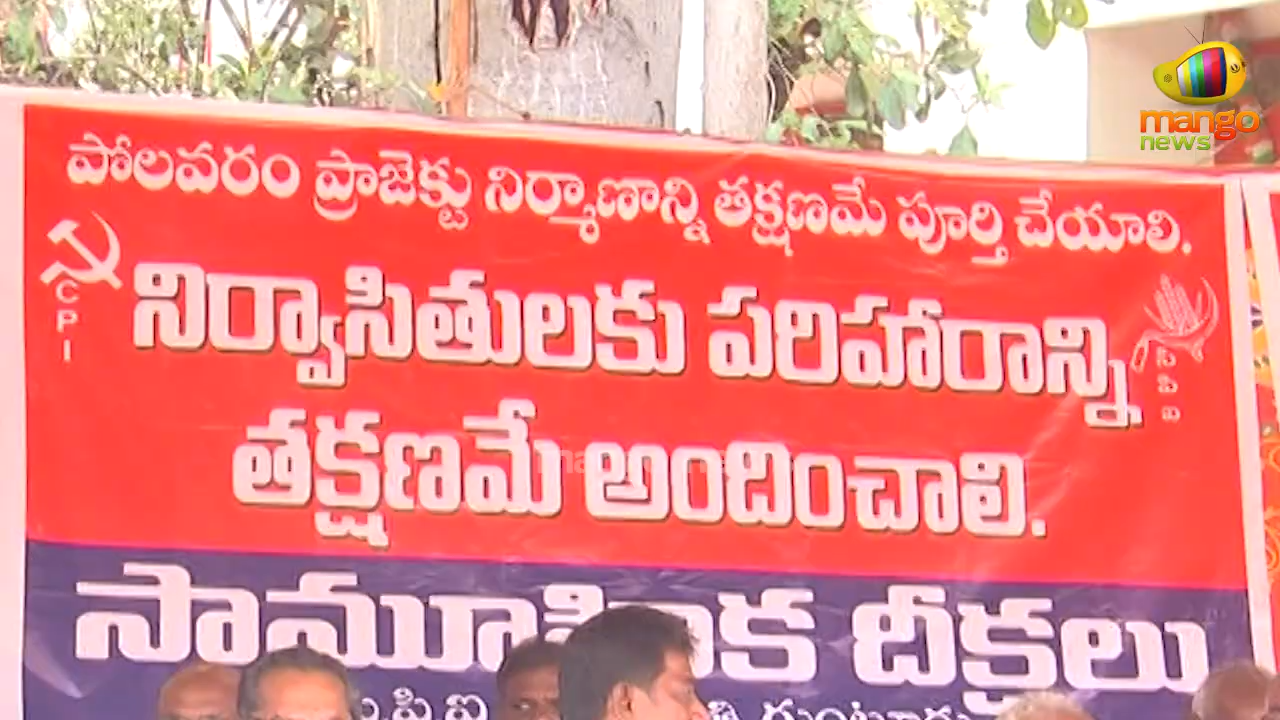 mango
news
పోలవరం ప్రాజెక్టు నిర్మాణాన్ని తక్షణమే పూర్తి చేయాలి.
CPI
నిర్వాసితులకు పరిహారాన్ని
సిపిఐ
తక్షణమే అందించాలి.
సామూహిక దీక్షలు
గుంటూరు